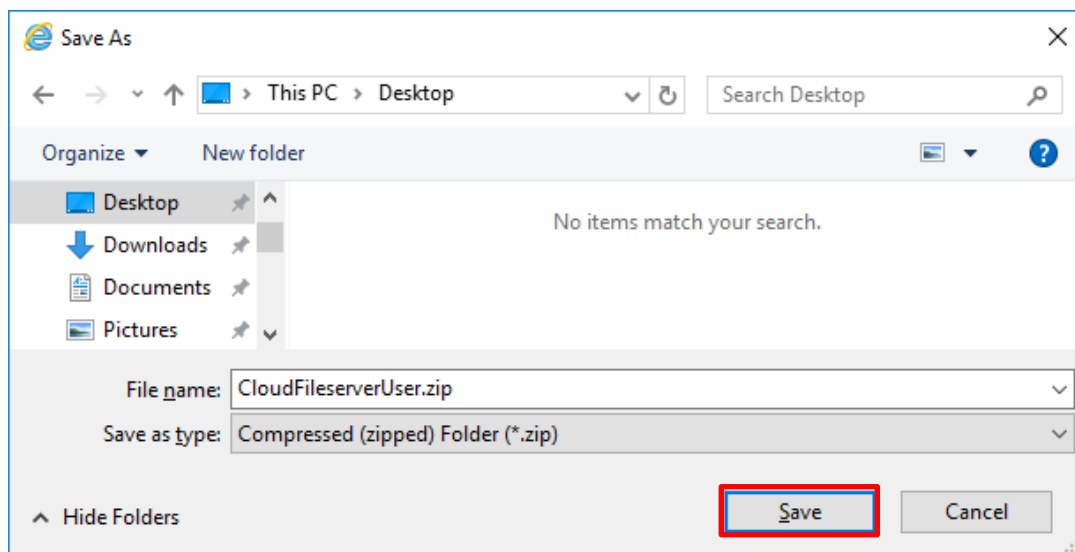 Save As
This PC > Desktop
Search Desktop
Organize
New folder
?
Desktop
No items match your search.
Downloads
Documents
Pictures
File name: CloudFileserverUser.zip
Save as type: Compressed (zipped) Folder (*.zip)
Hide Folders
Save
Cancel